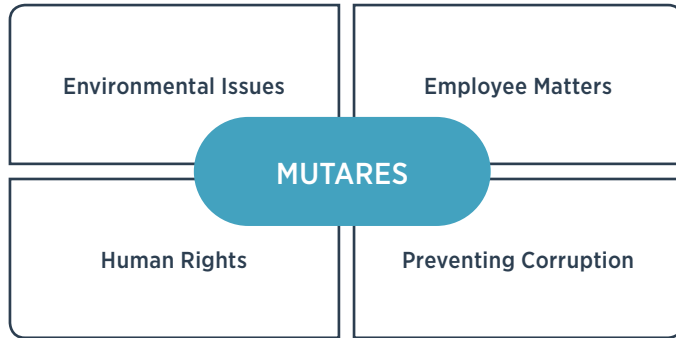 Environmental Issues
Employee Matters
MUTARES
Human Rights
Preventing Corruption